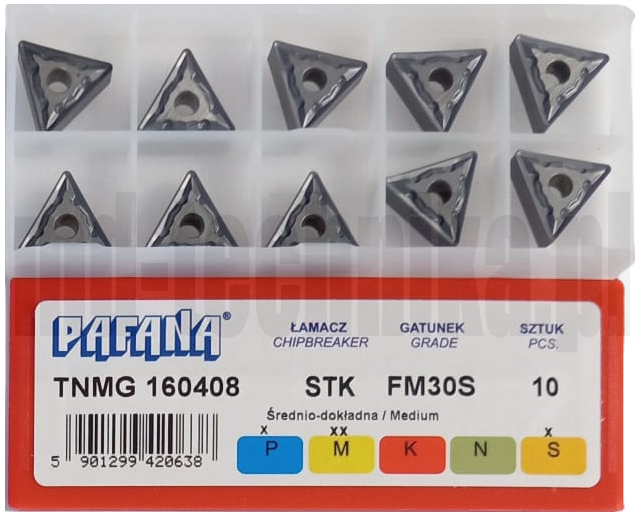 PAFANA®
ŁAMACZ GATUNEK SZTUK
CHIPBREAKER GRADE PCS.
TNMG 160408 STK FM30S 10
Średnio-dokładna / Medium
x xx x
P M K N S
5 901299 420638